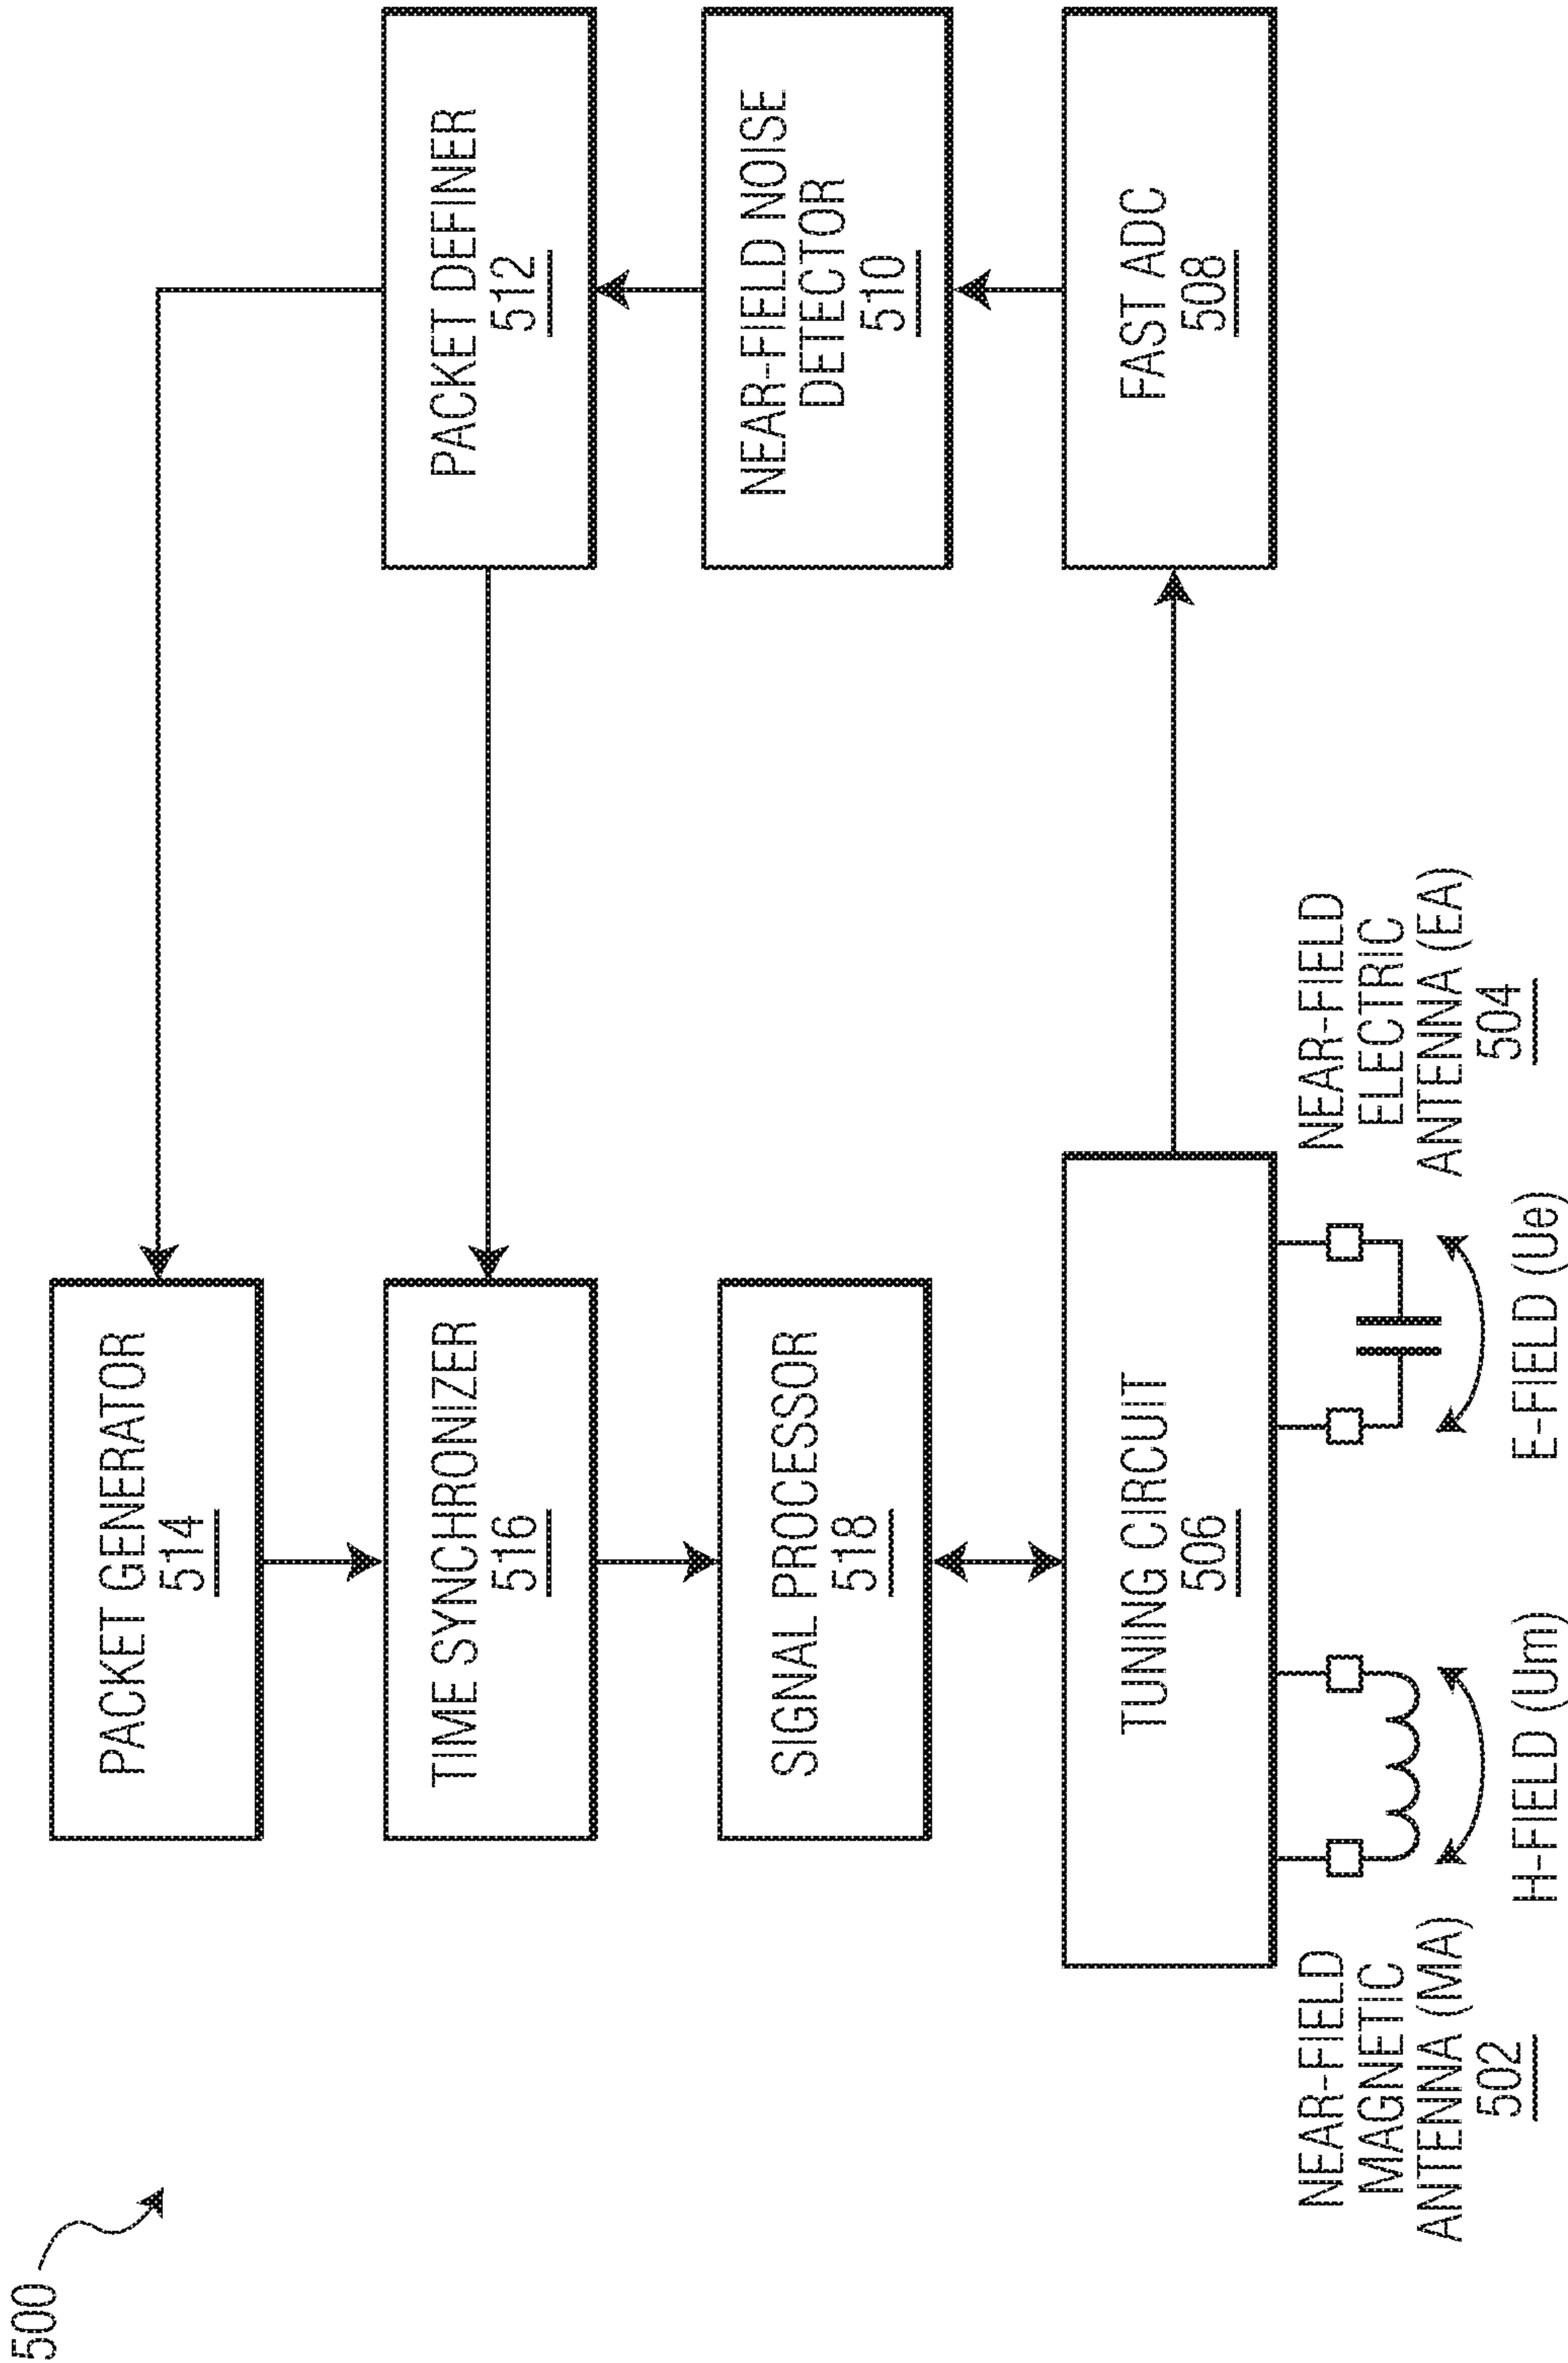 500
PACKET GENERATOR
514
TIME SYNCHRONIZER
516
SIGNAL PROCESSOR
518
TUNING CIRCUIT
506
PACKET DEFINER
512
NEAR-FIELD NOISE
DETECTOR
510
FAST ADC
508
NEAR-FIELD
MAGNETIC
ANTENNA (MA)
502
H-FIELD (Um)
E-FIELD (Ue)
NEAR-FIELD
ELECTRIC
ANTENNA (EA)
504